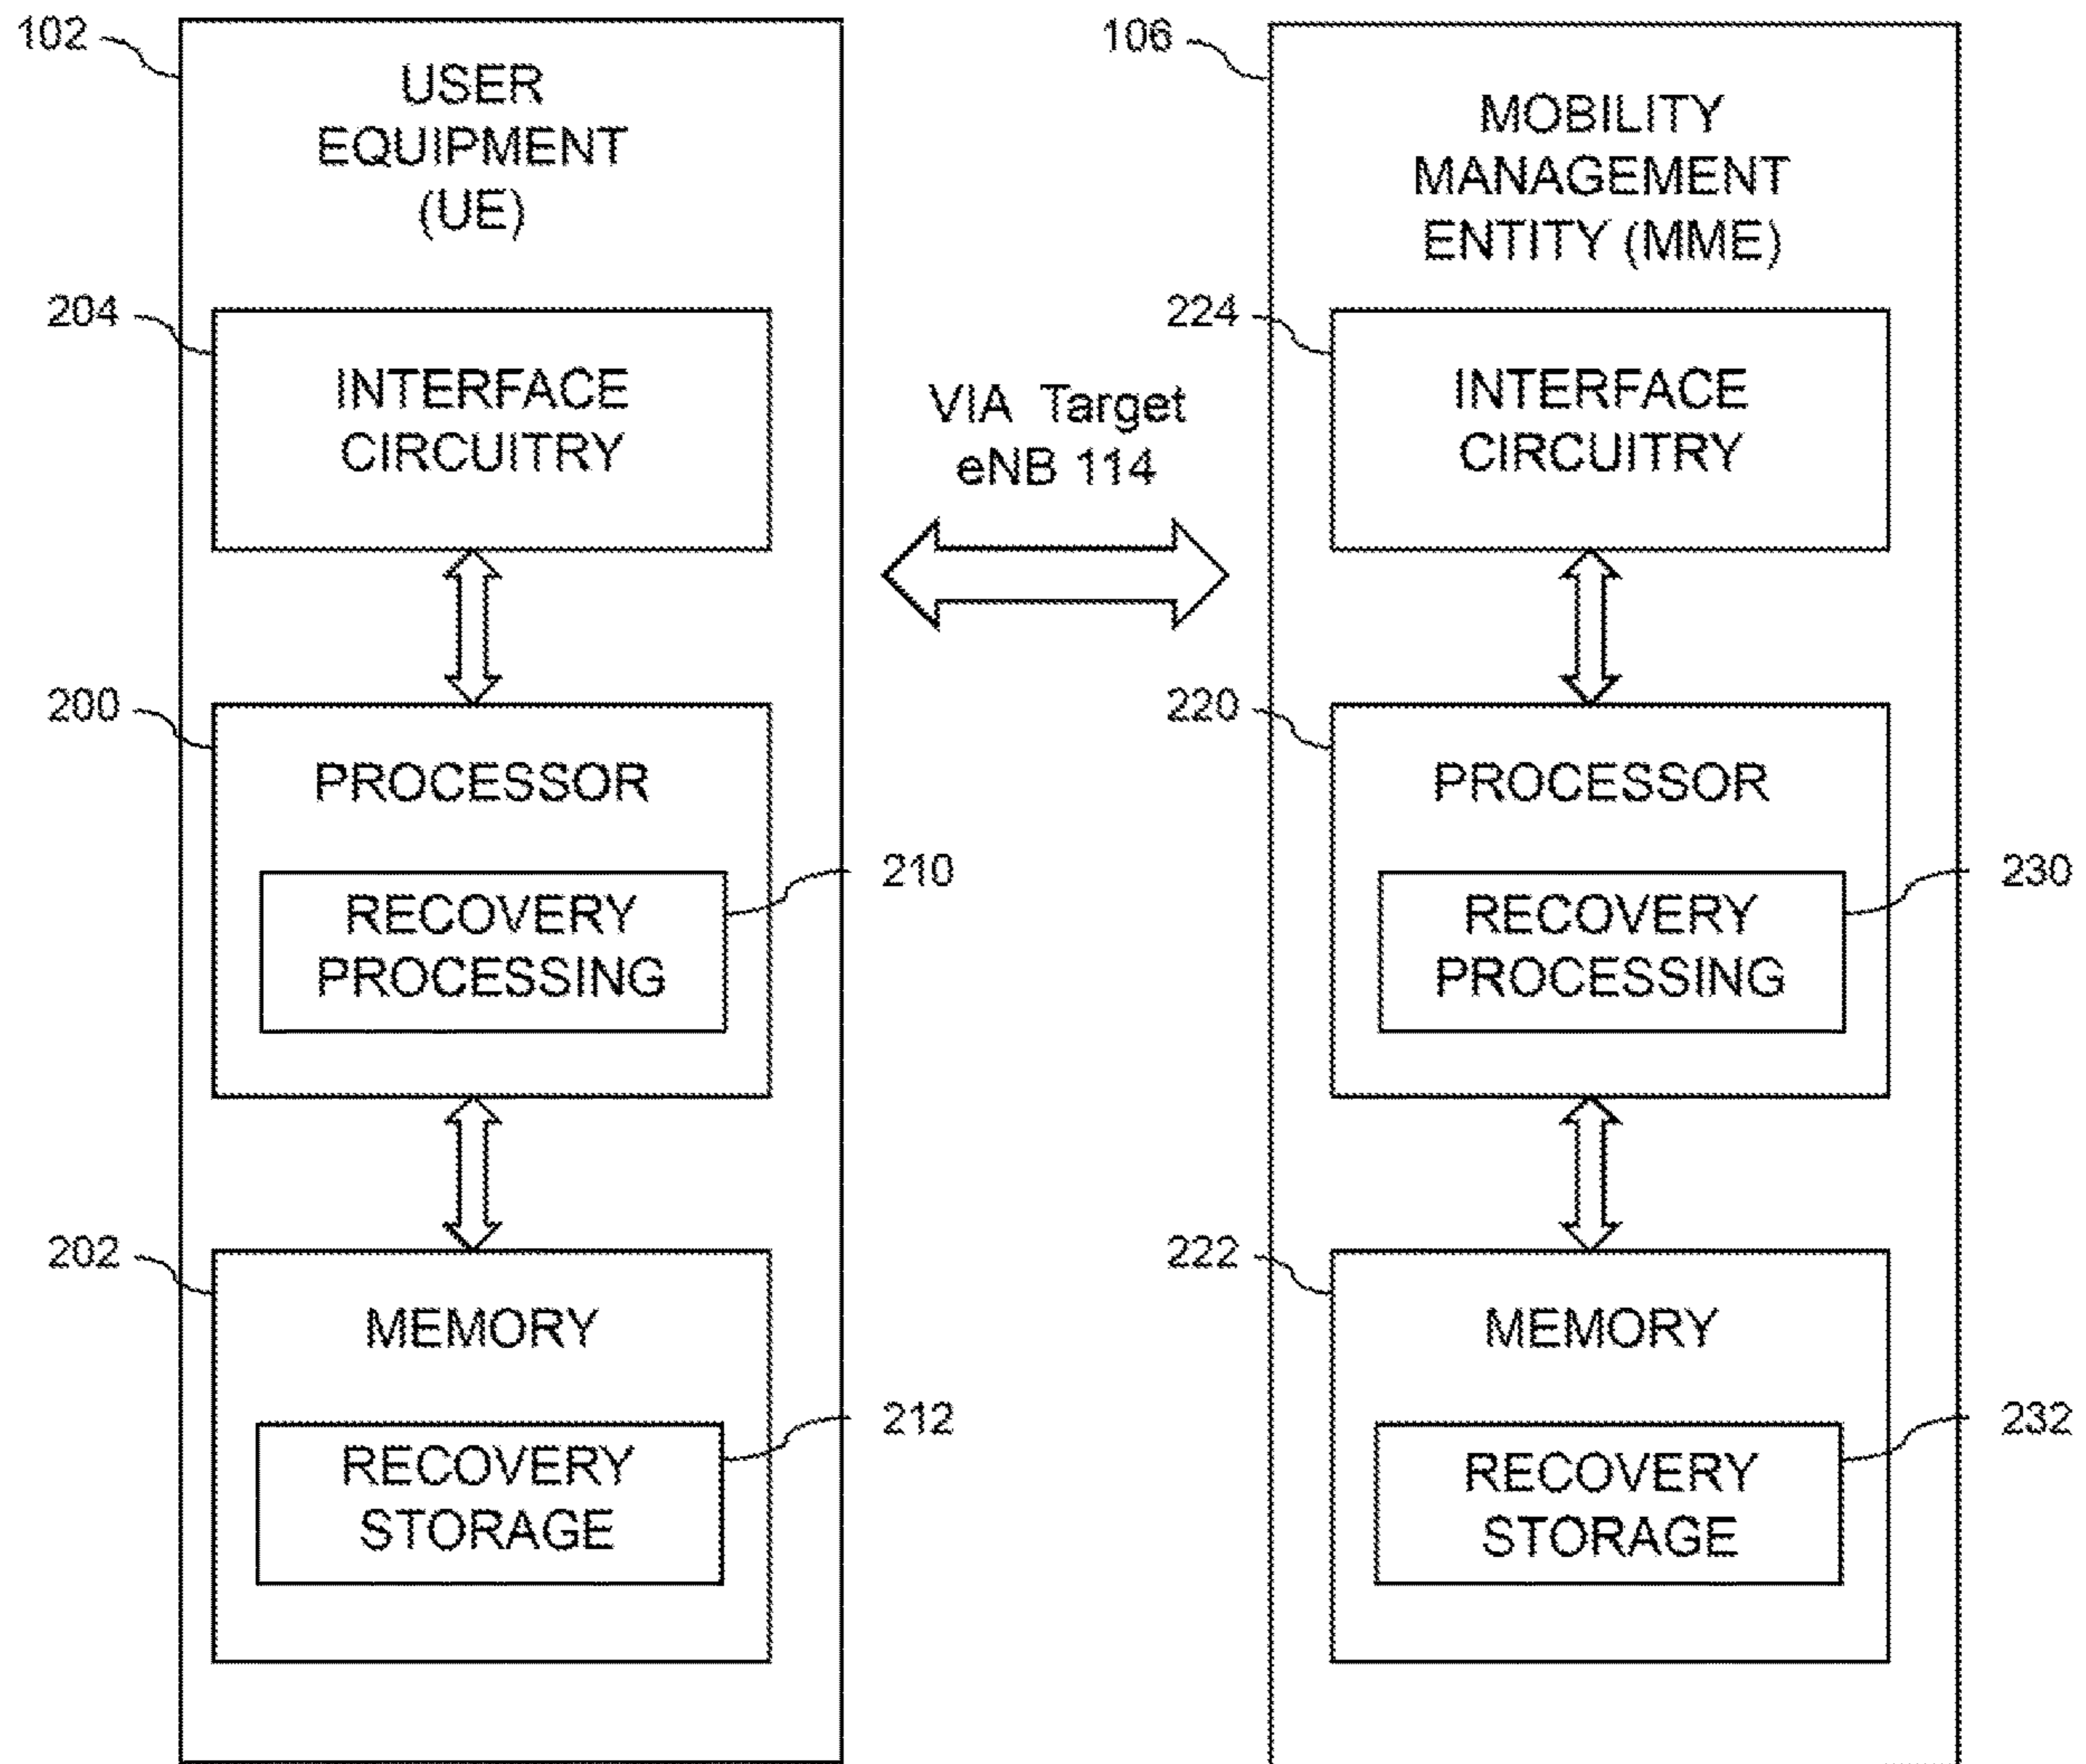 102
USER
EQUIPMENT
(UE)
204
INTERFACE
CIRCUITRY
200
PROCESSOR
210
RECOVERY
PROCESSING
202
MEMORY
212
RECOVERY
STORAGE
VIA Target
eNB 114
106
MOBILITY
MANAGEMENT
ENTITY (MME)
224
INTERFACE
CIRCUITRY
220
PROCESSOR
230
RECOVERY
PROCESSING
222
MEMORY
232
RECOVERY
STORAGE